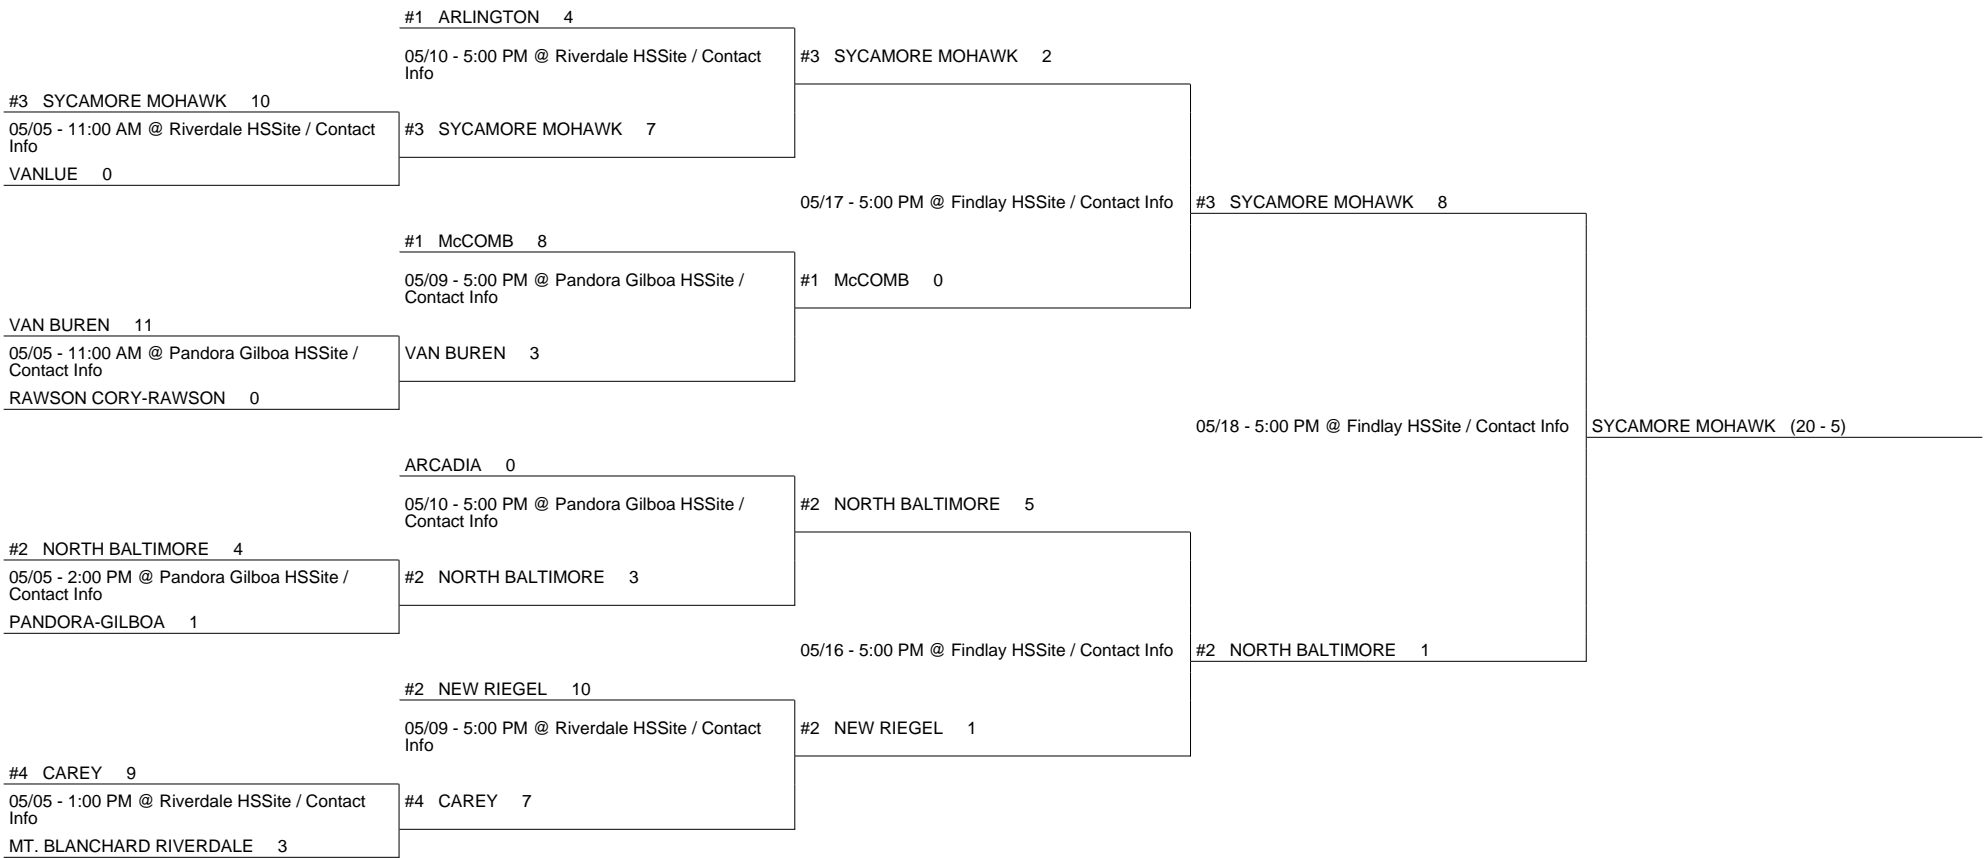 #1 ARLINGTON 4
05/10 - 5:00 PM @ Riverdale HSSite / Contact
Info
#3 SYCAMORE MOHAWK 2
#3 SYCAMORE MOHAWK 10
05/05 - 11:00 AM @ Riverdale HSSite / Contact
Info
#3 SYCAMORE MOHAWK 7
VANLUE 0
05/17 - 5:00 PM @ Findlay HSSite / Contact Info
#3 SYCAMORE MOHAWK 8
#1 McCOMB 8
05/09 - 5:00 PM @ Pandora Gilboa HSSite /
Contact Info
#1 McCOMB 0
VAN BUREN 11
05/05 - 11:00 AM @ Pandora Gilboa HSSite /
Contact Info
VAN BUREN 3
RAWSON CORY-RAWSON 0
05/18 - 5:00 PM @ Findlay HSSite / Contact Info
SYCAMORE MOHAWK (20 - 5)
ARCADIA 0
05/10 - 5:00 PM @ Pandora Gilboa HSSite /
Contact Info
#2 NORTH BALTIMORE 5
#2 NORTH BALTIMORE 4
05/05 - 2:00 PM @ Pandora Gilboa HSSite /
Contact Info
#2 NORTH BALTIMORE 3
PANDORA-GILBOA 1
05/16 - 5:00 PM @ Findlay HSSite / Contact Info
#2 NORTH BALTIMORE 1
#2 NEW RIEGEL 10
05/09 - 5:00 PM @ Riverdale HSSite / Contact
Info
#2 NEW RIEGEL 1
#4 CAREY 9
05/05 - 1:00 PM @ Riverdale HSSite / Contact
Info
#4 CAREY 7
MT. BLANCHARD RIVERDALE 3